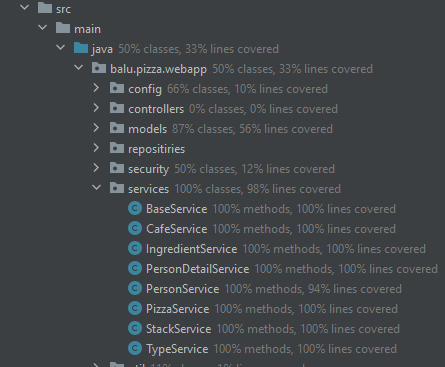 src
main
java 50% classes, 33% lines covered
balu.pizza.webapp 50% classes, 33% lines covered
config 66% classes, 10% lines covered
controllers 0% classes, 0% lines covered
models 87% classes, 56% lines covered
repositiries
security 50% classes, 12% lines covered
services 100% classes, 98% lines covered
BaseService 100% methods, 100% lines covered
CafeService 100% methods, 100% lines covered
IngredientService 100% methods, 100% lines covered
PersonDetailService 100% methods, 100% lines covered
PersonService 100% methods, 94% lines covered
PizzaService 100% methods, 100% lines covered
StackService 100% methods, 100% lines covered
TypeService 100% methods, 100% lines covered